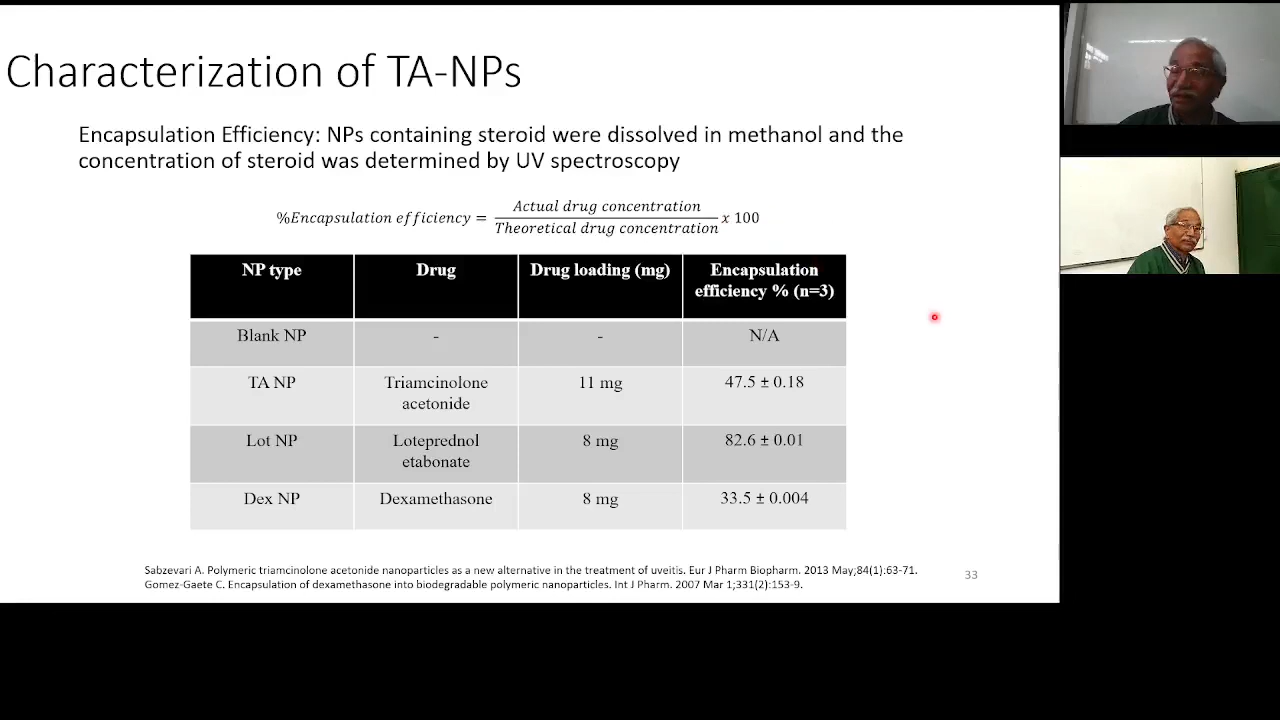 Characterization of TA-NPs
Encapsulation Efficiency: NPs containing steroid were dissolved in methanol and the
concentration of steroid was determined by UV spectroscopy
%Encapsulation efficiency = Actual drug concentration / Theoretical drug concentration x 100
NP type Drug Drug loading (mg) Encapsulation efficiency % (n=3)
Blank NP - - N/A
TA NP Triamcinolone acetonide 11 mg 47.5 ± 0.18
Lot NP Loteprednol etabonate 8 mg 82.6 ± 0.01
Dex NP Dexamethasone 8 mg 33.5 ± 0.004
Sabzevari A. Polymeric triamcinolone acetonide nanoparticles as a new alternative in the treatment of uveitis. Eur J Pharm Biopharm. 2013 May;84(1):63-71.
Gomez-Gaete C. Encapsulation of dexamethasone into biodegradable polymeric nanoparticles. Int J Pharm. 2007 Mar 1;331(2):153-9.
33